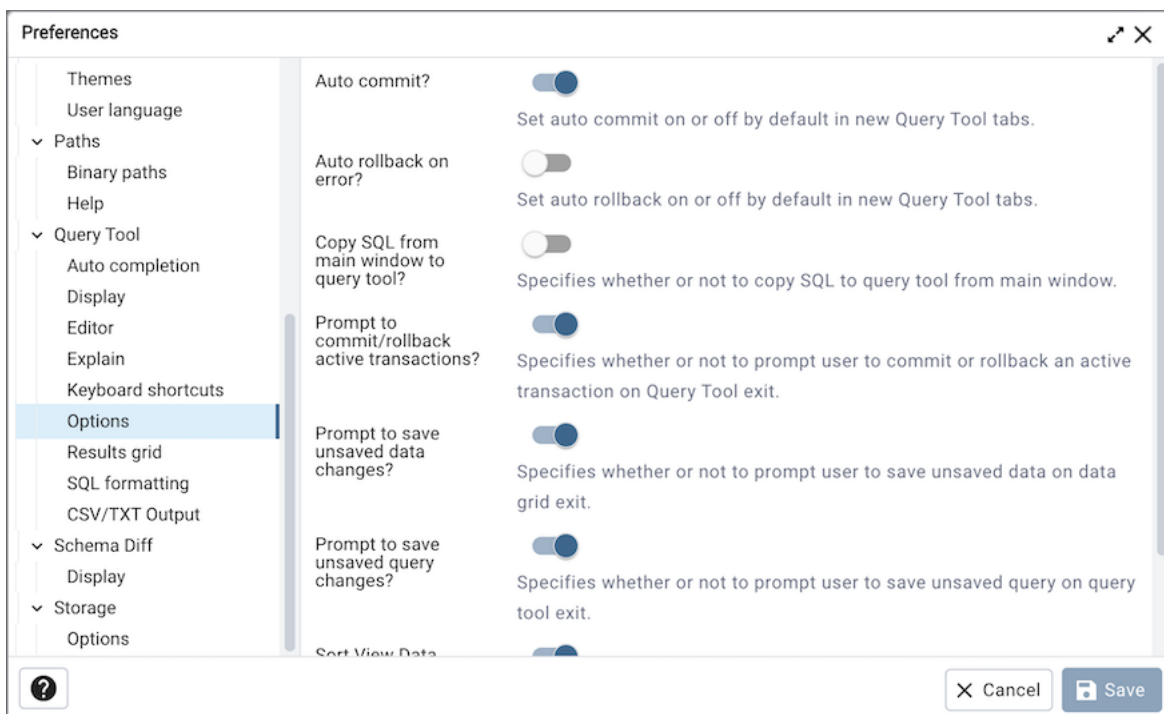 Preferences
Themes
User language
Paths
Binary paths
Help
Query Tool
Auto completion
Display
Editor
Explain
Keyboard shortcuts
Options
Results grid
SQL formatting
CSV/TXT Output
Schema Diff
Display
Storage
Options
Auto commit?
Set auto commit on or off by default in new Query Tool tabs.
Auto rollback on
error?
Set auto rollback on or off by default in new Query Tool tabs.
Copy SQL from
main window to
query tool?
Specifies whether or not to copy SQL to query tool from main window.
Prompt to
commit/rollback
active transactions?
Specifies whether or not to prompt user to commit or rollback an active
transaction on Query Tool exit.
Prompt to save
unsaved data
changes?
Specifies whether or not to prompt user to save unsaved data on data
grid exit.
Prompt to save
unsaved query
changes?
Specifies whether or not to prompt user to save unsaved query on query
tool exit.
Sort View Data
Cancel
Save